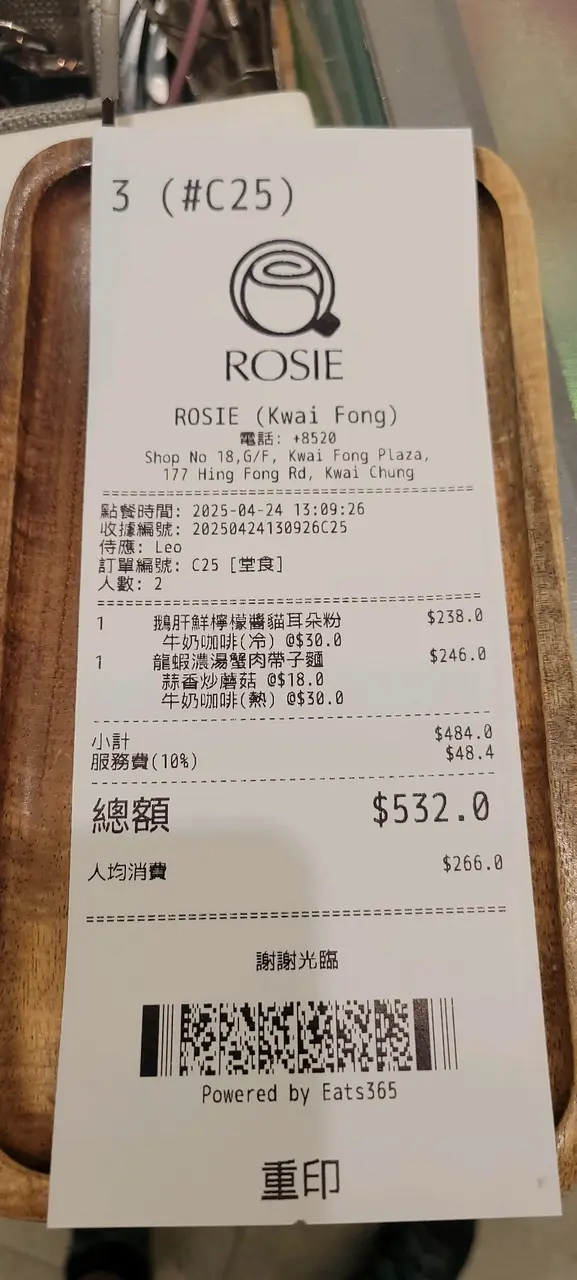 3 (#C25)
ROSIE
ROSIE (Kwai Fong)
電話: +8520
Shop No 18,G/F, Kwai Fong Plaza,
177 Hing Fong Rd, Kwai Chung
點餐時間: 2025-04-24 13:09:26
收據編號: 20250424130926C25
侍應: Leo
訂單編號: C25 [堂食]
人數: 2
1 鵝肝鮮檸檬醬貓耳朵粉 $238.0
牛奶咖啡(冷) @$30.0
1 龍蝦濃湯蟹肉帶子麵 $246.0
蒜香炒蘑菇 @$18.0
牛奶咖啡(熱) @$30.0
小計 $484.0
服務費(10%) $48.4
總額 $532.0
人均消費 $266.0
謝謝光臨
Powered by Eats365
重印